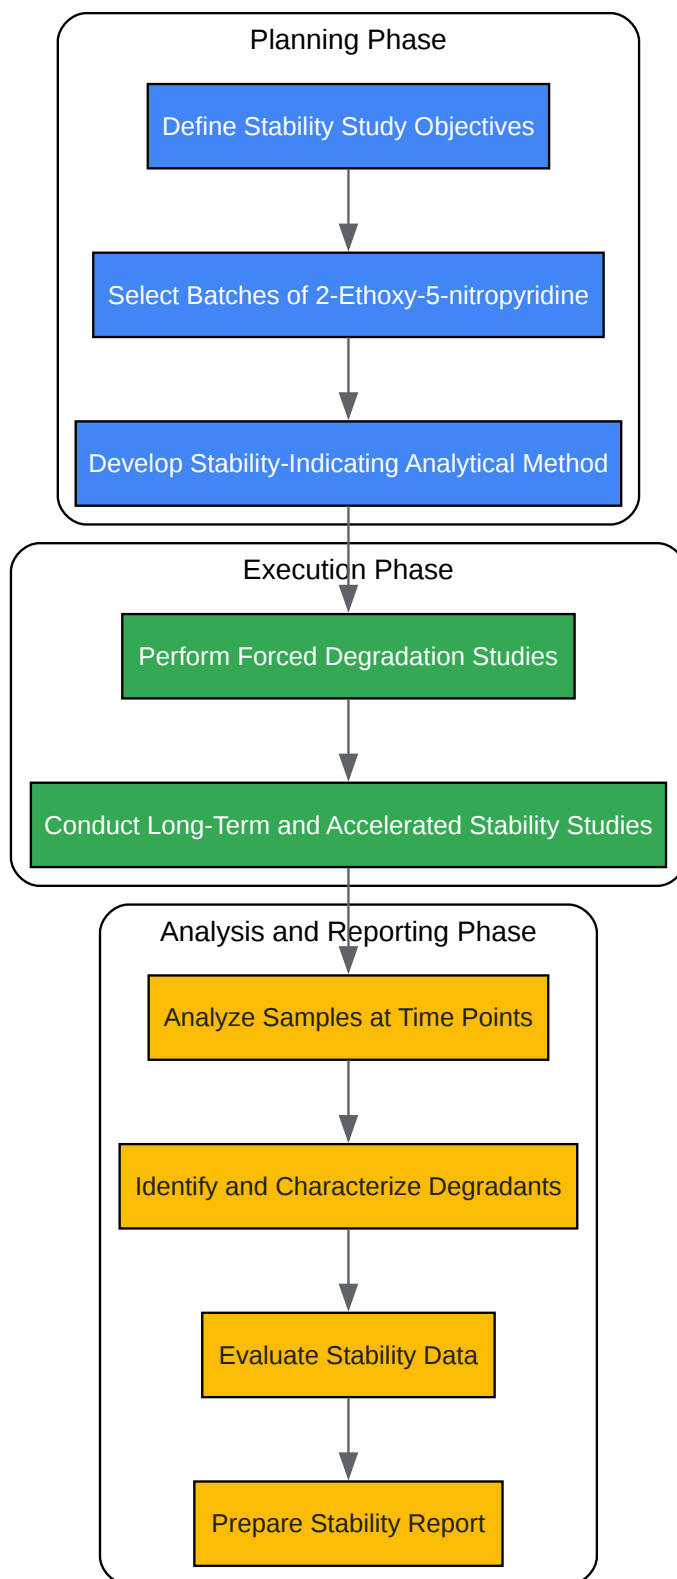 Planning Phase
Define Stability Study Objectives
Select Batches of 2-Ethoxy-5-nitropyridine
Develop Stability-Indicating Analytical Method
Execution Phase
Perform Forced Degradation Studies
Conduct Long-Term and Accelerated Stability Studies
Analysis and Reporting Phase
Analyze Samples at Time Points
Identify and Characterize Degradants
Evaluate Stability Data
Prepare Stability Report